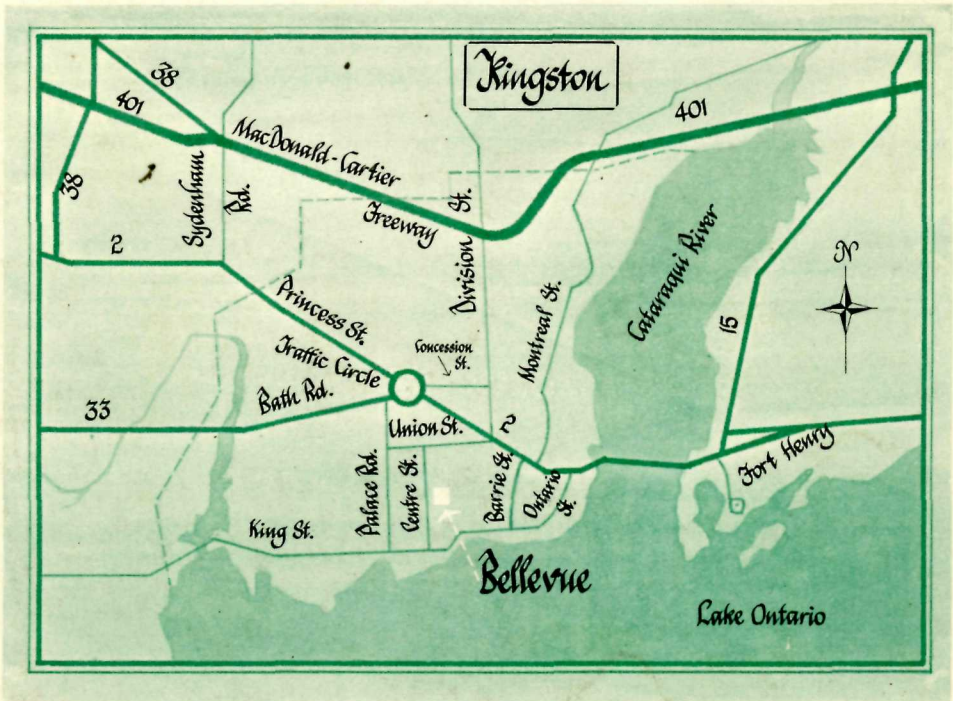 Kingston
38
401
401
MacDonald-Cartier
Freeway
38
Sydenham
Rd.
Division
St.
2
Princess St.
Traffic Circle
Concession
St.
Montreal St.
Cataraqui River
15
N
33
Bath Rd.
Union St.
2
Palace Rd.
Centre St.
Barrie St.
Ontario
St.
Fort Henry
King St.
Bellevue
Lake Ontario